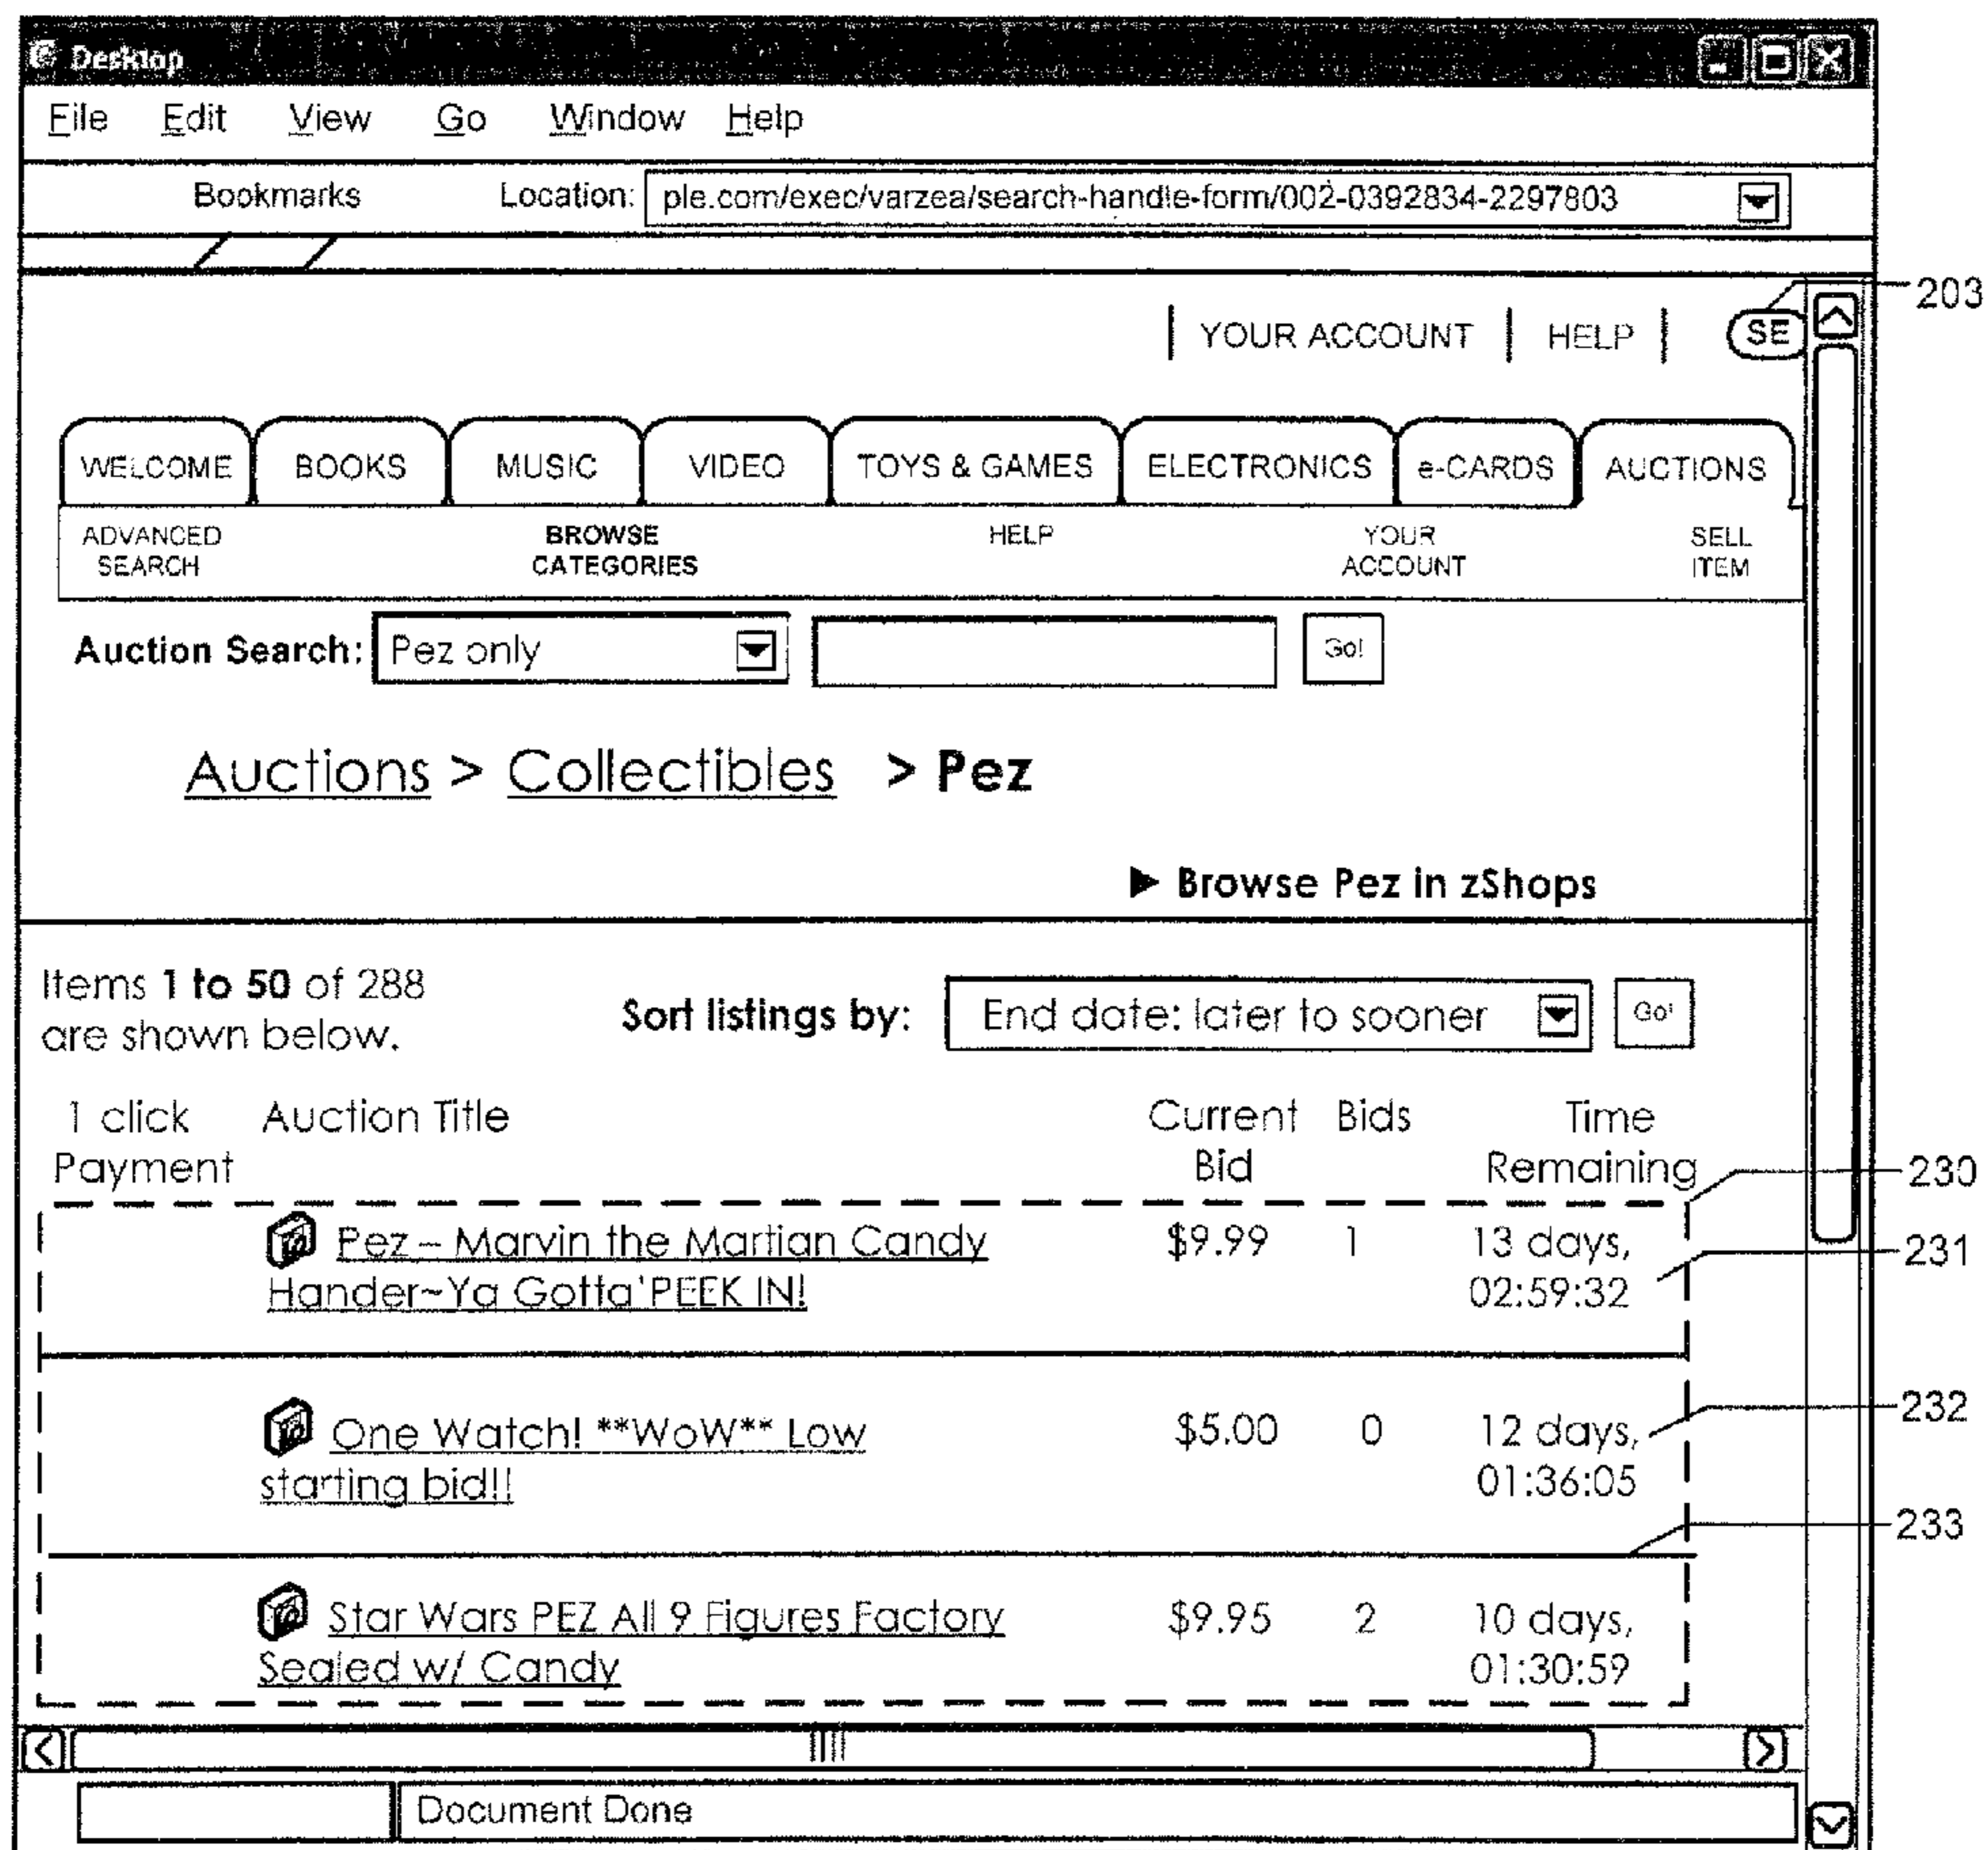 Desktop
File Edit View Go Window Help
Bookmarks Location: ple.com/exec/varzea/search-handle-form/002-0392834-2297803
203
| YOUR ACCOUNT | HELP | SE
WELCOME BOOKS MUSIC VIDEO TOYS & GAMES ELECTRONICS e-CARDS AUCTIONS
ADVANCED BROWSE HELP YOUR SELL
SEARCH CATEGORIES ACCOUNT ITEM
Auction Search: Pez only Go!
Auctions > Collectibles > Pez
► Browse Pez in zShops
Items 1 to 50 of 288
are shown below.
Sort listings by: End date: later to sooner Go!
1 click Auction Title Current Bids Time
Payment Bid Remaining
230
Pez – Marvin the Martian Candy $9.99 1 13 days,
231
Hander~Ya Gotta'PEEK IN! 02:59:32
232
One Watch! **WoW** Low $5.00 0 12 days,
starting bid!! 01:36:05
233
Star Wars PEZ All 9 Figures Factory $9.95 2 10 days,
Sealed w/ Candy 01:30:59
Document Done